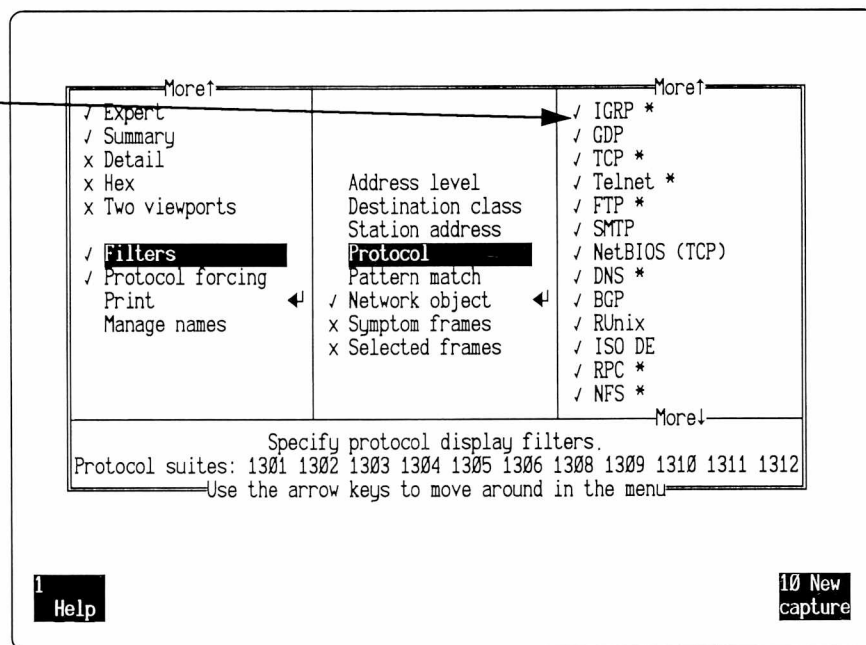 More↑
√ Expert
√ Summary
x Detail
x Hex
x Two viewports
√ Filters
√ Protocol forcing
Print ↵
Manage names
Address level
Destination class
Station address
Protocol
Pattern match
√ Network object ↵
x Symptom frames
x Selected frames
More↑
√ IGRP *
√ GDP
√ TCP *
√ Telnet *
√ FTP *
√ SMTP
√ NetBIOS (TCP)
√ DNS *
√ BGP
√ RUnix
√ ISO DE
√ RPC *
√ NFS *
More↓
Specify protocol display filters.
Protocol suites: 1301 1302 1303 1304 1305 1306 1308 1309 1310 1311 1312
Use the arrow keys to move around in the menu
1
Help
10 New
capture